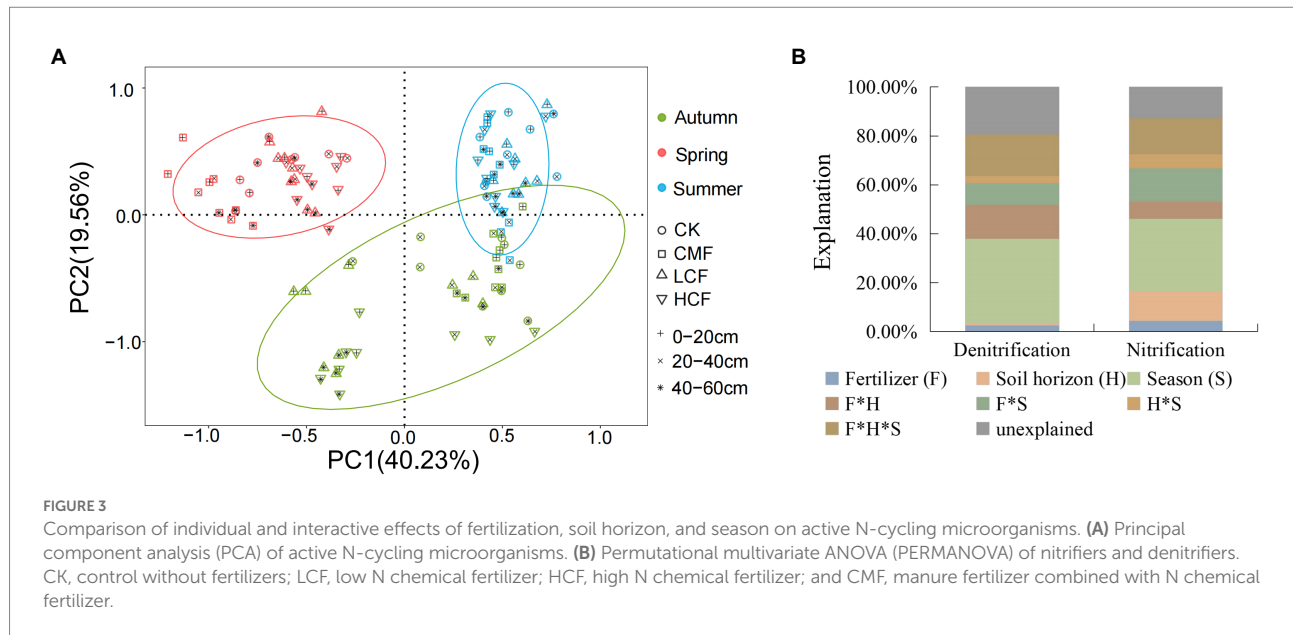 A
PC2(19.56%)
1.0
0.0
−1.0
−1.0
−0.5
0.0
0.5
1.0
PC1(40.23%)
Autumn
Spring
Summer
CK
CMF
LCF
HCF
0−20cm
20−40cm
40−60cm
B
Explanation
100.00%
80.00%
60.00%
40.00%
20.00%
0.00%
Denitrification Nitrification
Fertilizer (F) Soil horizon (H) Season (S)
F*H F*S H*S
F*H*S unexplained
FIGURE 3
Comparison of individual and interactive effects of fertilization, soil horizon, and season on active N-cycling microorganisms. (A) Principal
component analysis (PCA) of active N-cycling microorganisms. (B) Permutational multivariate ANOVA (PERMANOVA) of nitrifiers and denitrifiers.
CK, control without fertilizers; LCF, low N chemical fertilizer; HCF, high N chemical fertilizer; and CMF, manure fertilizer combined with N chemical
fertilizer.